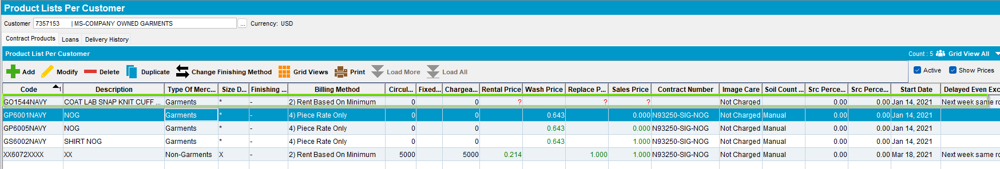 Product Lists Per Customer
Customer 7357153 | MS-COMPANY OWNED GARMENTS ... Currency: USD
Contract Products Loans Delivery History
Product List Per Customer Count : 5 Grid View All
Add Modify Delete Duplicate Change Finishing Method Grid Views Print Load More Load All Active Show Prices
Code 1 Description Type Of Merc... Size D... Finishing ... Billing Method Circul... Fixed... Chargea... Rental Price Wash Price Replace P... Sales Price Contract Number Image Care Soil Count ... Src Perce... Src Perce... Start Date Delayed Even Exc
GO1544NAVY COAT LAB SNAP KNIT CUFF ... Garments * - 2) Rent Based On Minimum 0 0 ? ? ? Not Charged 0.00 0.00 Jan 14, 2021 Next week same ro
GP6001NAVY NOG Garments * - 4) Piece Rate Only 0 0 0.643 0.000 N93250-SIG-NOG Not Charged Manual 0.00 0.00 Jan 14, 2021
GP6005NAVY NOG Garments * - 4) Piece Rate Only 0 0 0.643 0.000 N93250-SIG-NOG Not Charged Manual 0.00 0.00 Jan 14, 2021
GS6002NAVY SHIRT NOG Garments * - 4) Piece Rate Only 0 0 0.643 1.000 N93250-SIG-NOG Not Charged Manual 0.00 0.00 Jan 14, 2021
XX6072XXXX XX Non-Garments X - 2) Rent Based On Minimum 5000 5000 0.214 1.000 1.000 N93250-SIG-NOG Not Charged Manual 0.00 0.00 Mar 18, 2021 Next week same ro